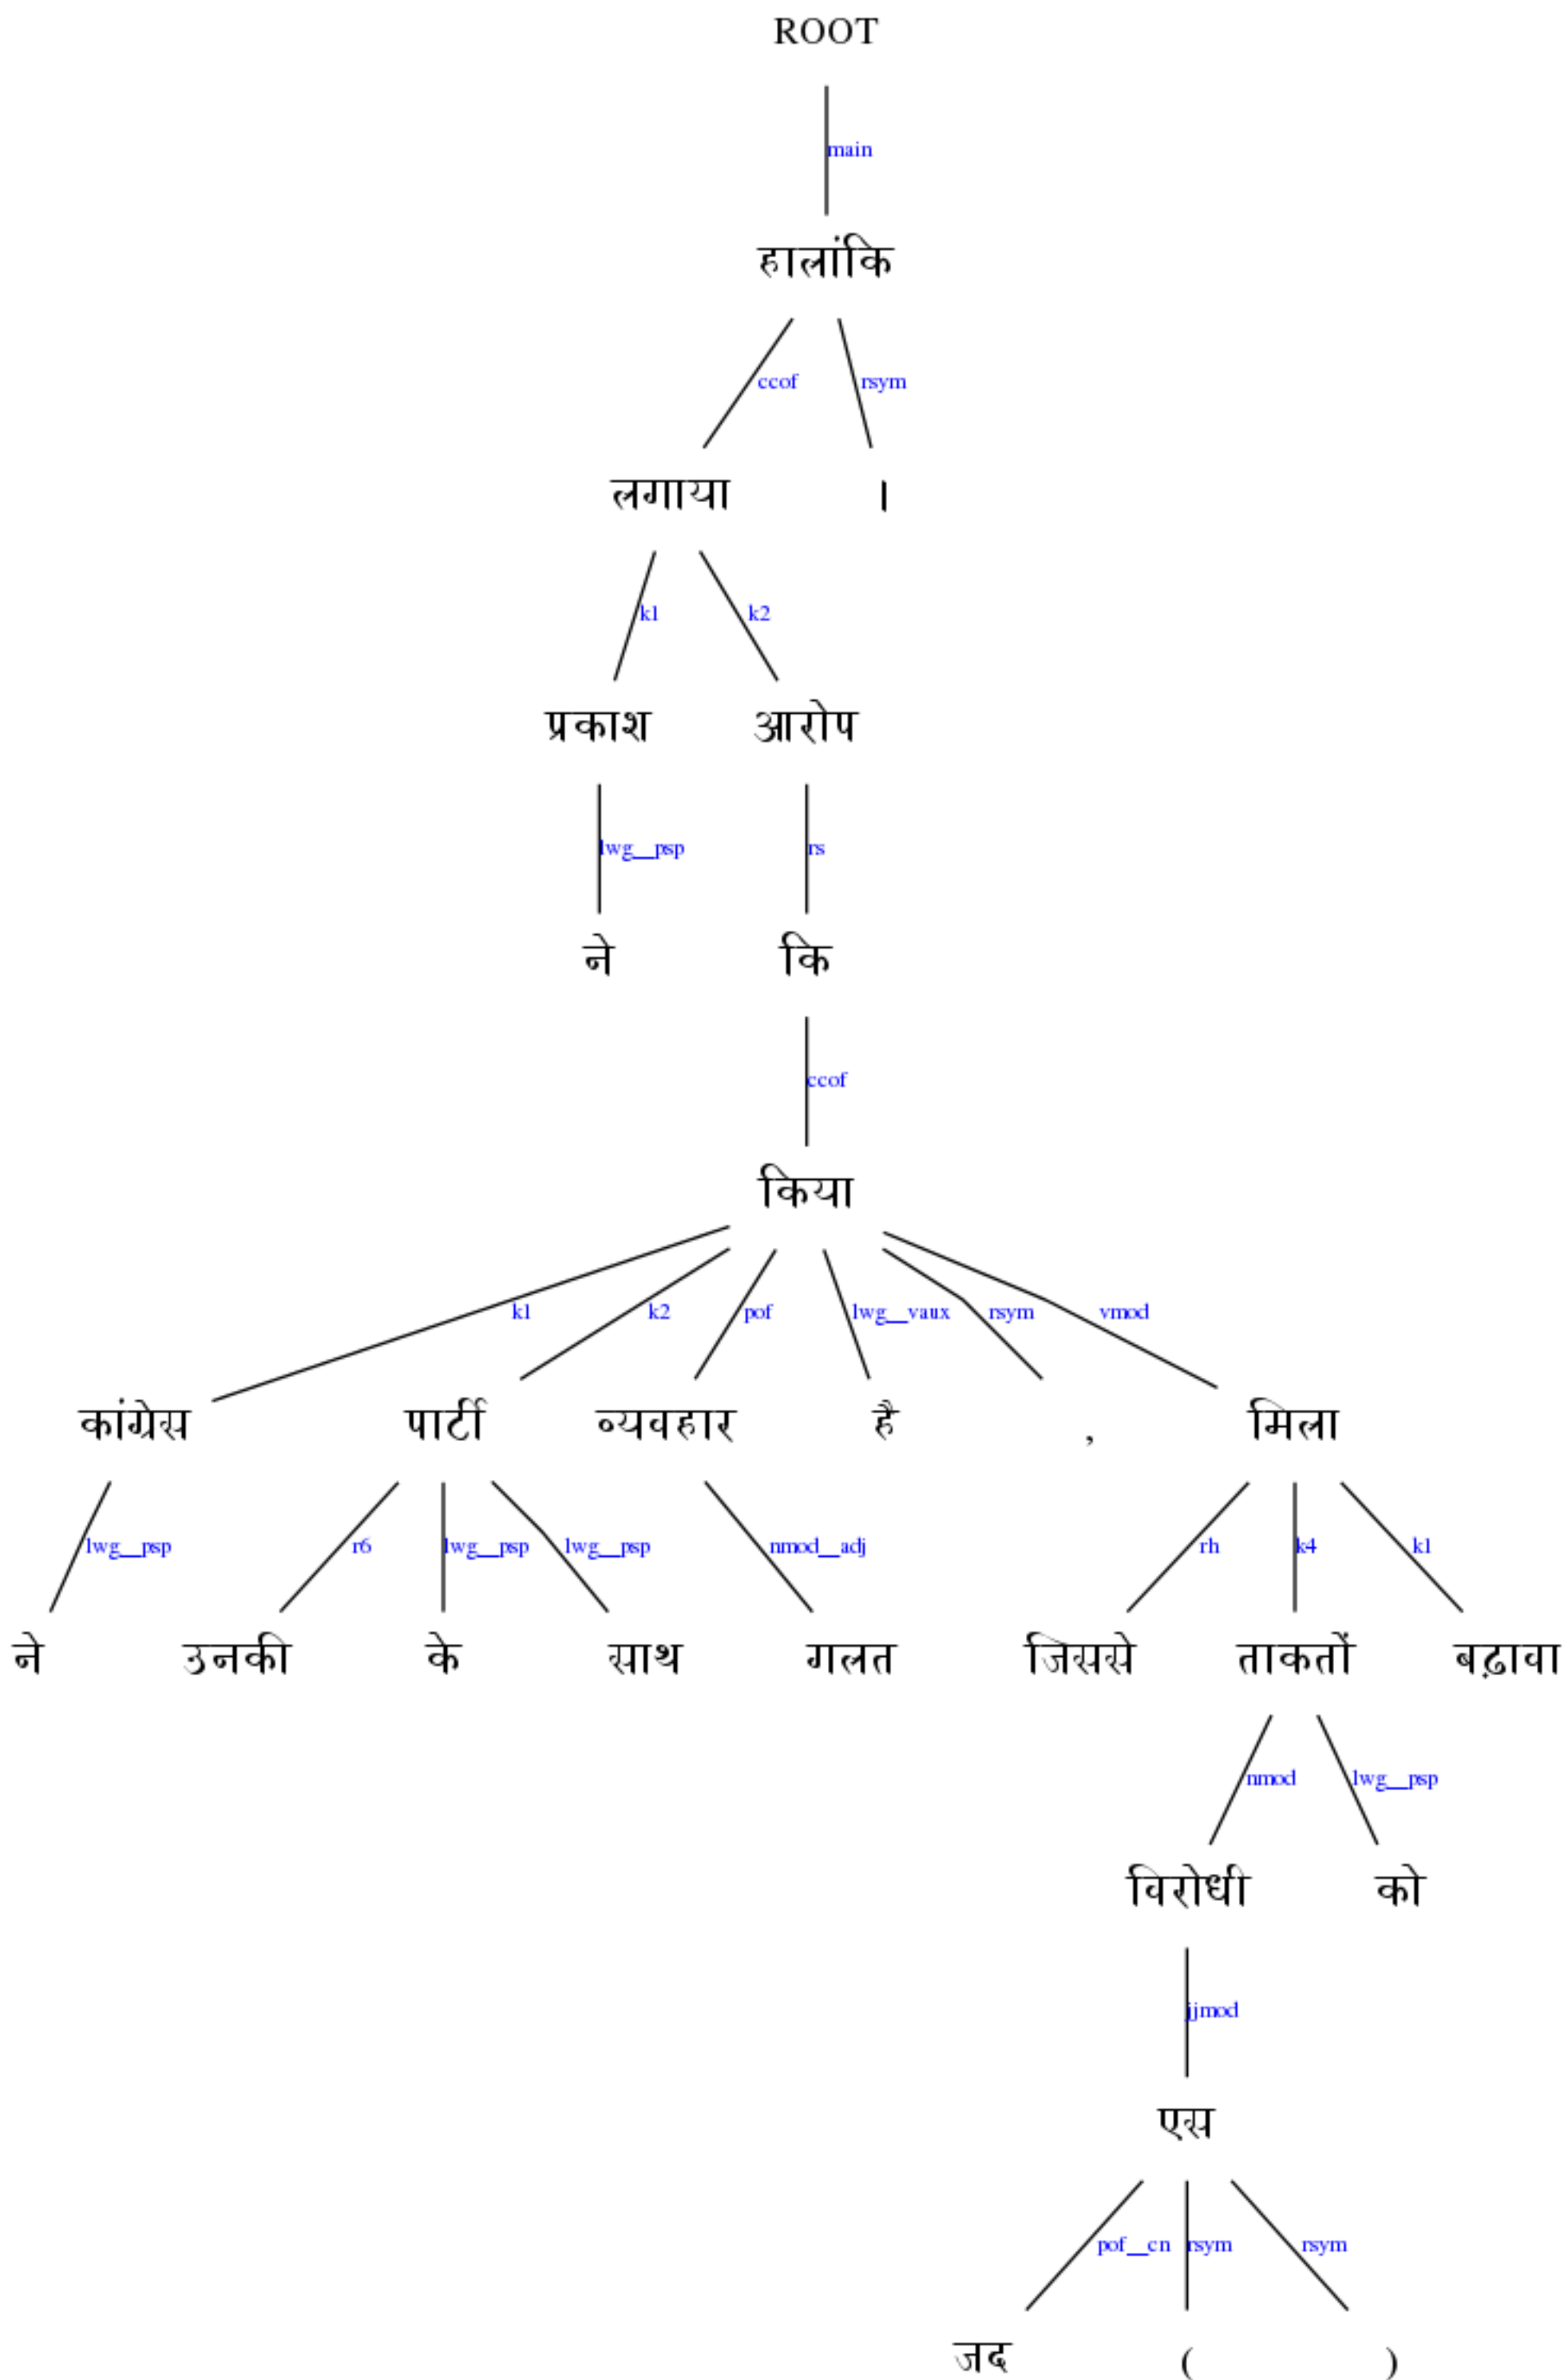 ROOT
main
हालांकि
ccof rsym
लगाया ।
k1 k2
प्रकाश आरोप
lwg__psp rs
ने कि
ccof
किया
k1 k2 pof lwg__vaux rsym vmod
कांग्रेस पार्टी व्यवहार है , मिला
lwg__psp r6 lwg__psp lwg__psp nmod__adj rh k4 k1
ने उनकी के साथ गलत जिससे ताकतों बढ़ावा
nmod lwg__psp
विरोधी को
jjmod
एस
pof__cn rsym rsym
जद ( )